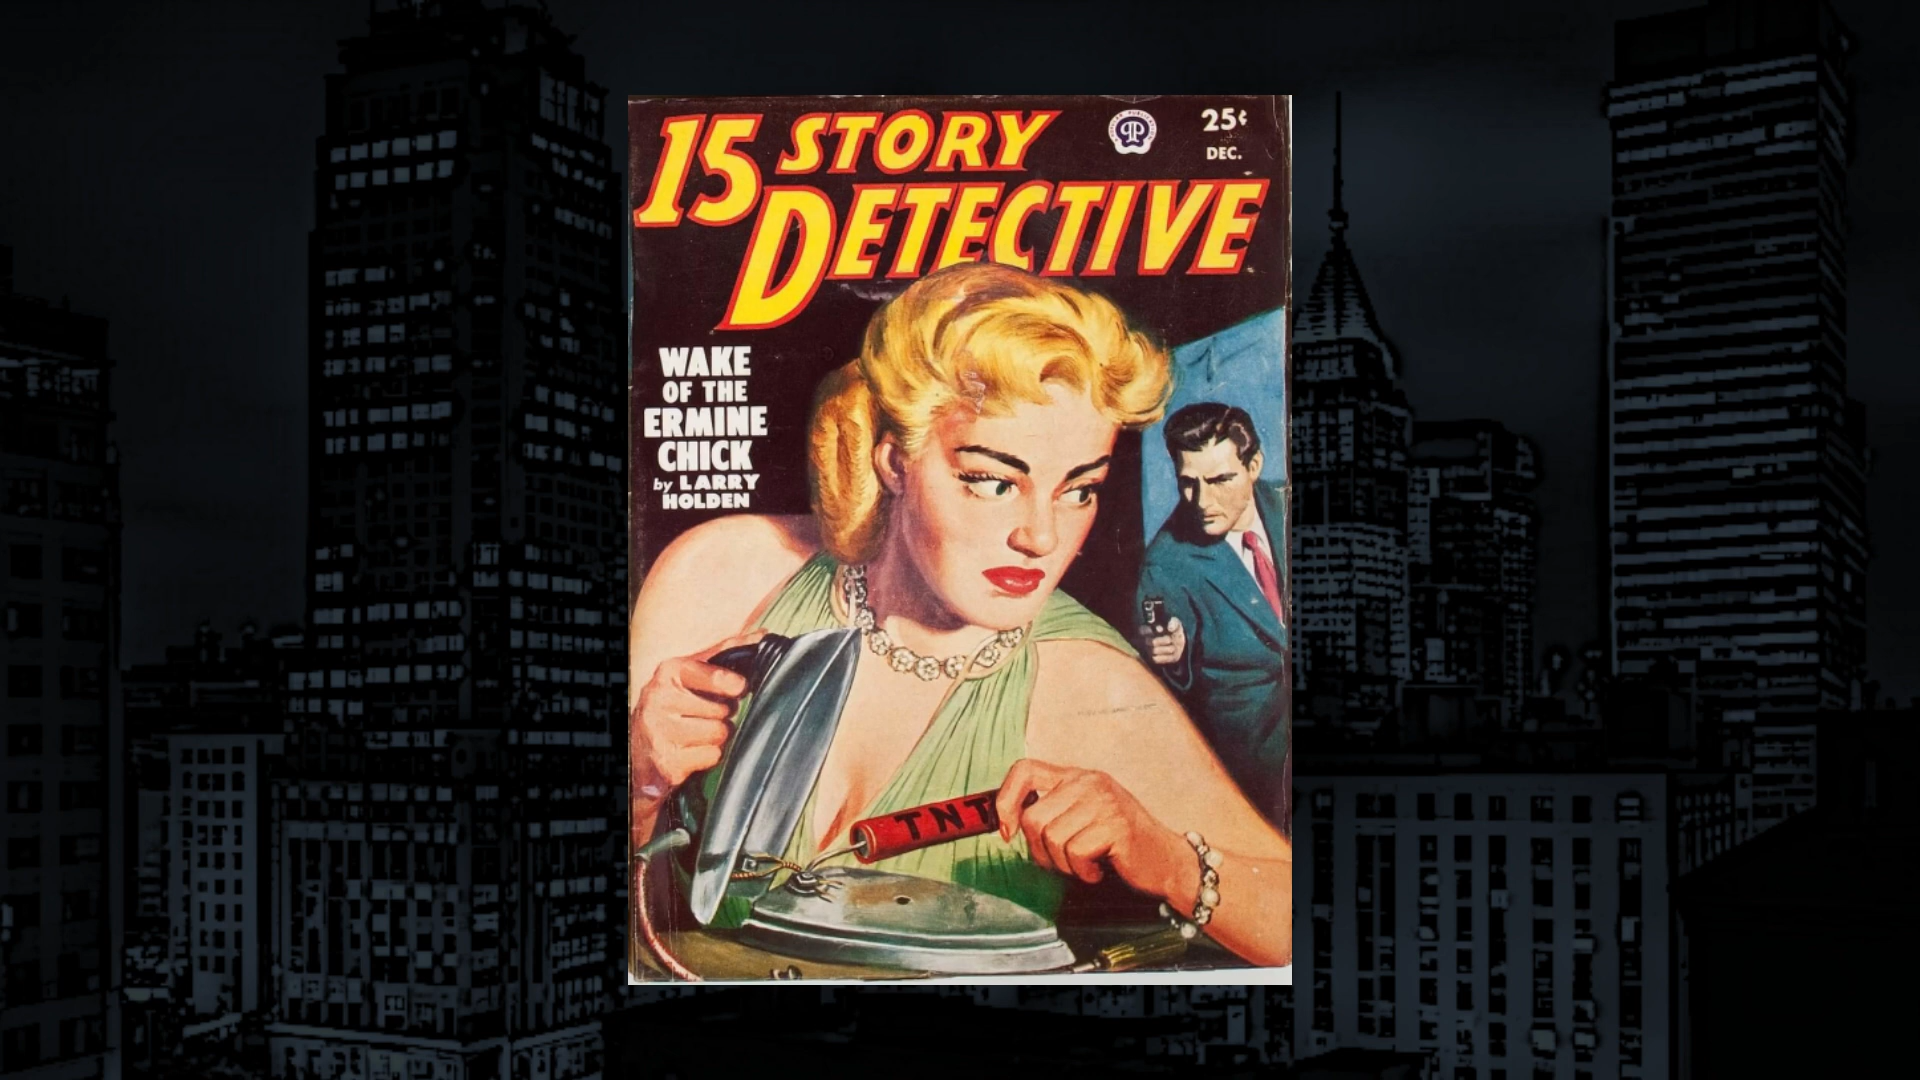 15 STORY
DETECTIVE
25¢
DEC.
WAKE
OF THE
ERMINE
CHICK
by LARRY
HOLDEN
TNT